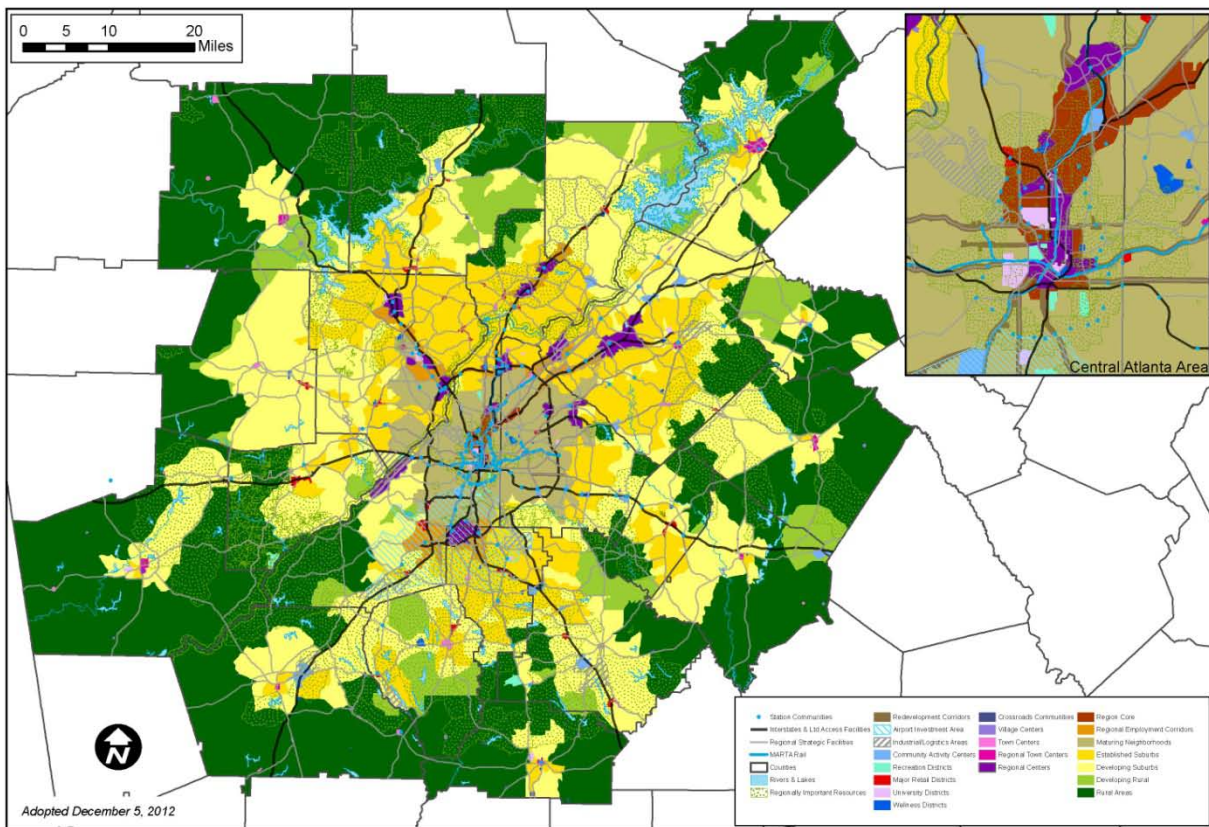 0 5 10 20
Miles
Central Atlanta Area
N
Adopted December 5, 2012
Station Communities
Interstates & Ltd Access Facilities
Regional Strategic Facilities
MARTA Rail
Counties
Rivers & Lakes
Regionally Important Resources
Redevelopment Corridors
Airport Investment Area
Industrial/Logistics Areas
Community Activity Centers
Recreation Districts
Major Retail Districts
University Districts
Wellness Districts
Crossroads Communities
Village Centers
Town Centers
Regional Town Centers
Regional Centers
Region Core
Regional Employment Corridors
Maturing Neighborhoods
Established Suburbs
Developing Suburbs
Developing Rural
Rural Areas